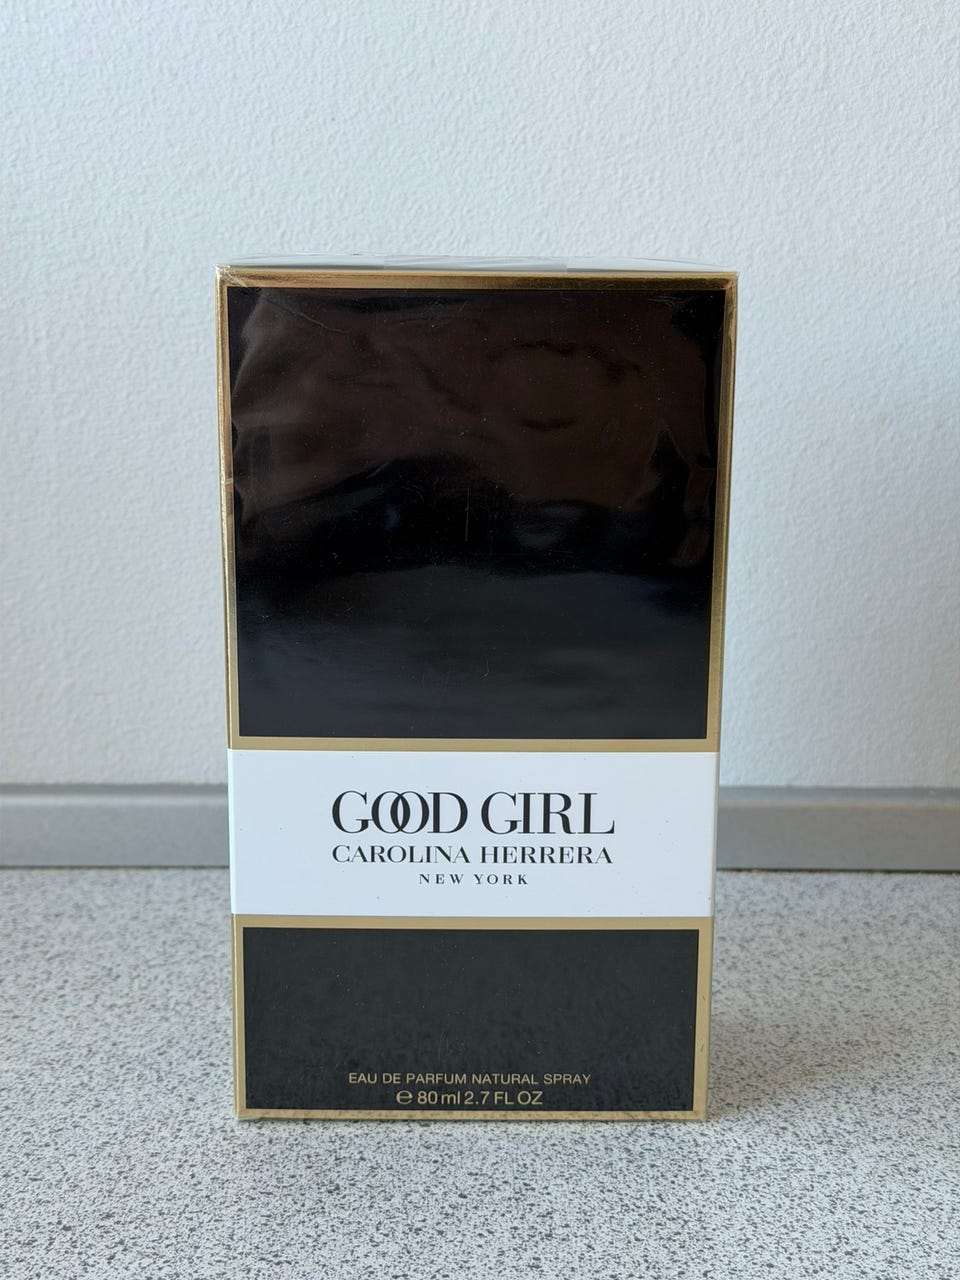 GOOD GIRL
CAROLINA HERRERA
NEW YORK
EAU DE PARFUM NATURAL SPRAY
℮ 80 ml 2.7 FL OZ